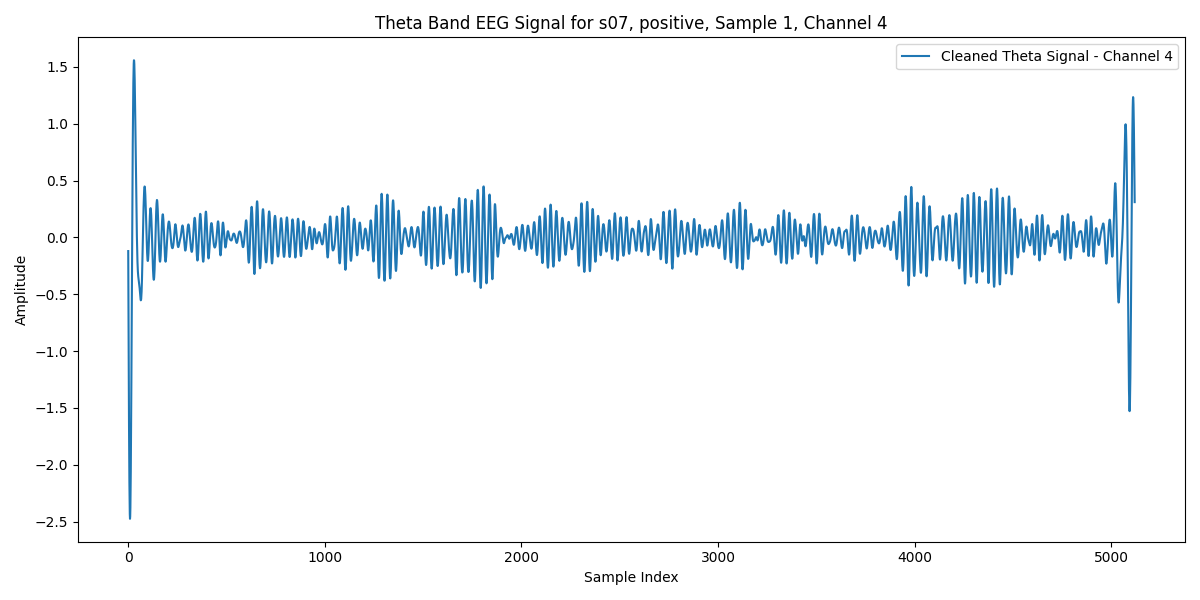 Theta Band EEG Signal for s07, positive, Sample 1, Channel 4
Cleaned Theta Signal - Channel 4
1.5
1.0
0.5
0.0
−0.5
−1.0
−1.5
−2.0
−2.5
Amplitude
0 1000 2000 3000 4000 5000
Sample Index